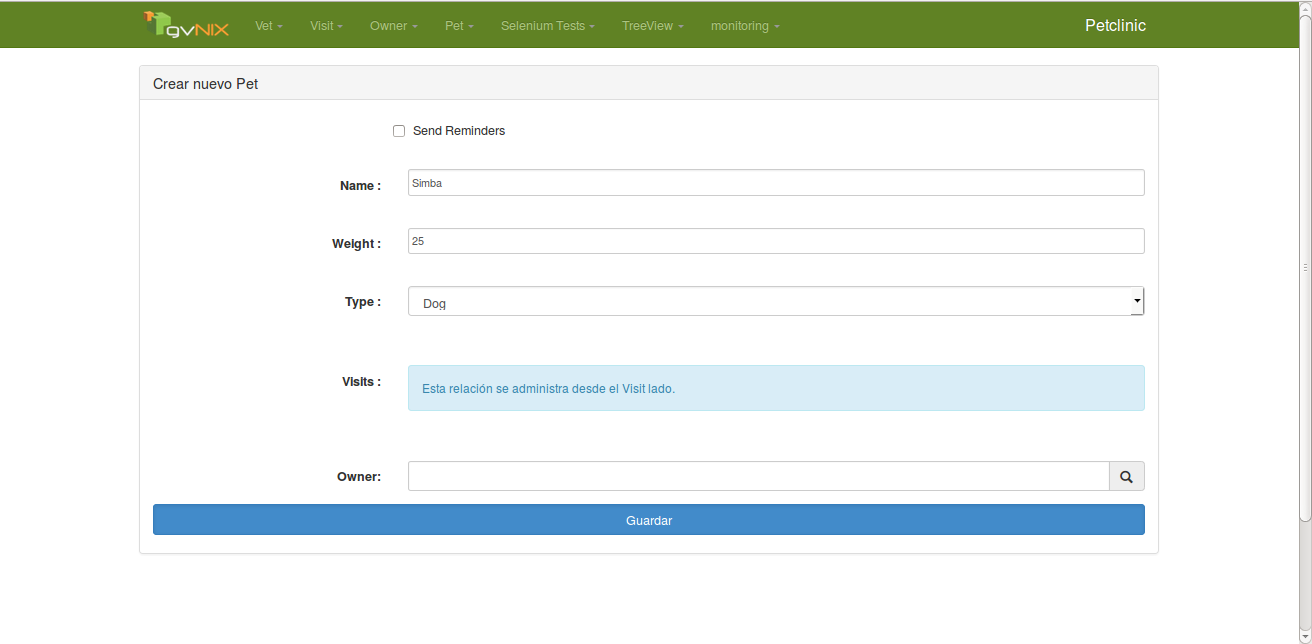 gvNIX Vet Visit Owner Pet Selenium Tests TreeView monitoring Petclinic
Crear nuevo Pet
Send Reminders
Name : Simba
Weight : 25
Type : Dog
Visits : Esta relación se administra desde el Visit lado.
Owner:
Guardar